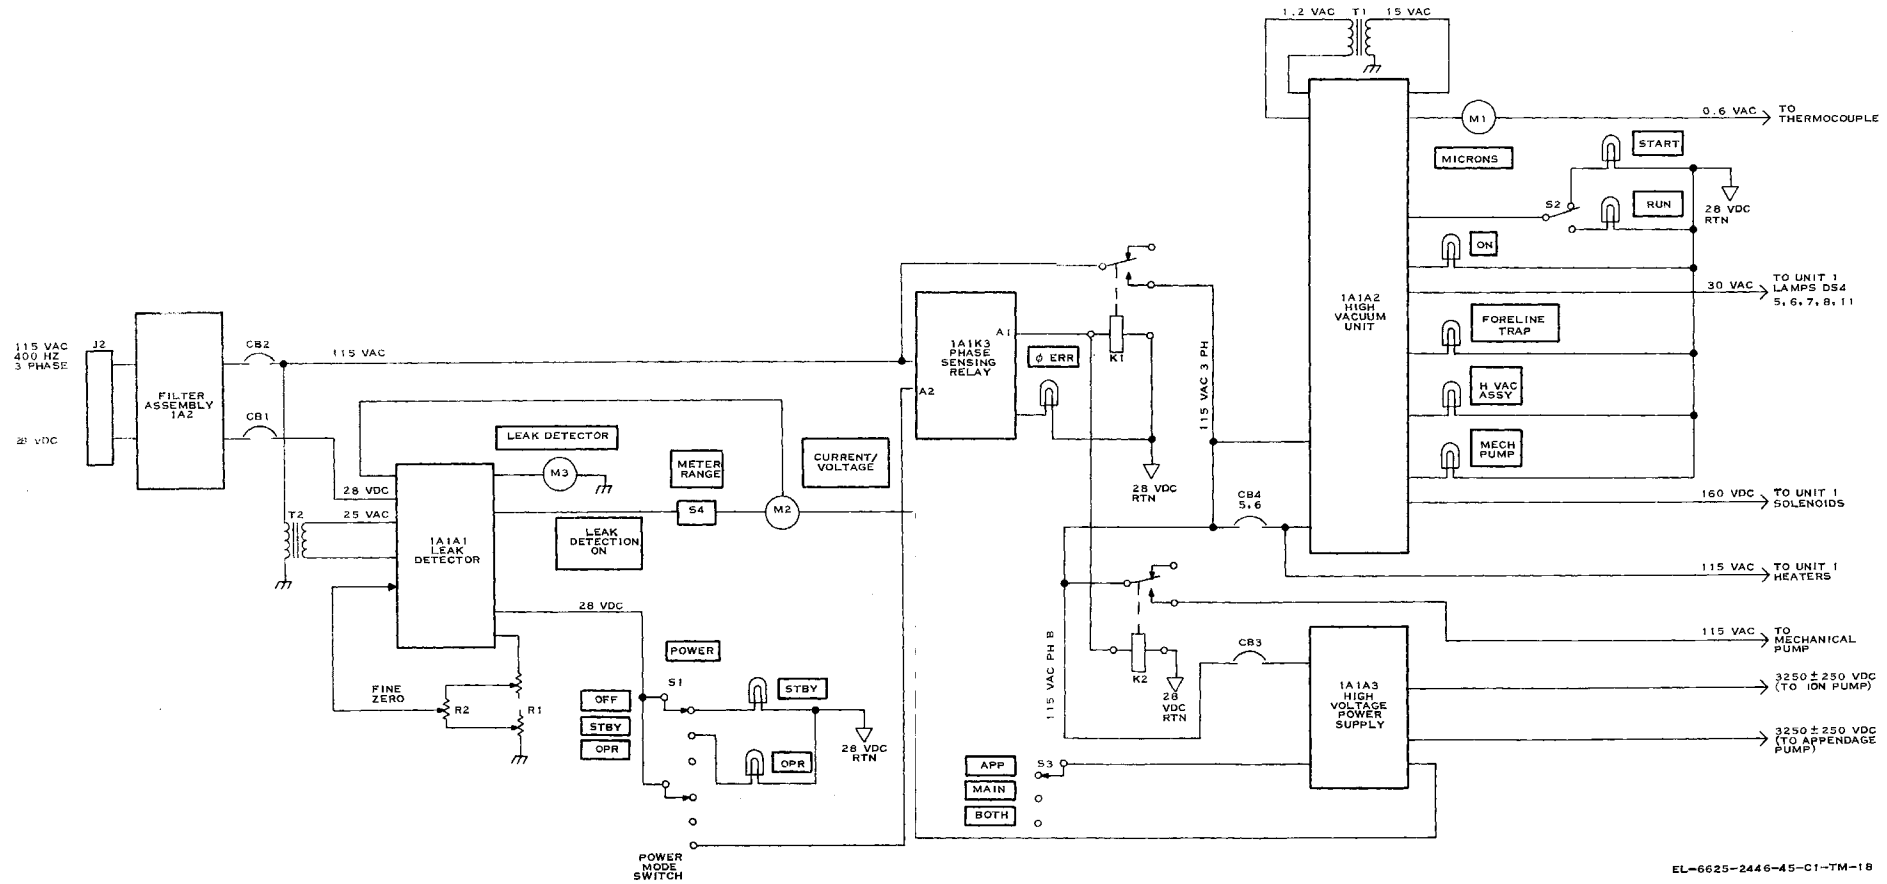 1.2 VAC T1 15 VAC
M1
0.6 VAC
TO
THERMOCOUPLE
MICRONS
START
S2
RUN
28 VDC
RTN
ON
1A1A2
HIGH
VACUUM
UNIT
30 VAC
TO UNIT 1
LAMPS DS4
5, 6, 7, 8, 11
FORELINE
TRAP
H VAC
ASSY
MECH
PUMP
160 VDC
TO UNIT 1
SOLENOIDS
115 VAC
TO UNIT 1
HEATERS
115 VAC
TO
MECHANICAL
PUMP
3250 ± 250 VDC
(TO ION PUMP)
3250 ± 250 VDC
(TO APPENDAGE
PUMP)
115 VAC
400 HZ
3 PHASE
J2
28 VDC
FILTER
ASSEMBLY
1A2
CB2
CB1
115 VAC
28 VDC
25 VAC
T2
1A1A1
LEAK
DETECTOR
LEAK DETECTOR
M3
LEAK
DETECTION
ON
METER
RANGE
S4
M2
CURRENT/
VOLTAGE
1A1K3
PHASE
SENSING
RELAY
A1
A2
φ ERR
K1
28 VDC
RTN
115 VAC 3 PH
CB4
5, 6
K2
28
VDC
RTN
115 VAC PH B
CB3
1A1A3
HIGH
VOLTAGE
POWER
SUPPLY
28 VDC
FINE
ZERO
R2
R1
POWER
S1
OFF
STBY
OPR
STBY
OPR
28 VDC
RTN
POWER
MODE
SWITCH
APP
MAIN
BOTH
S3
EL-6625-2446-45-C1-TM-18